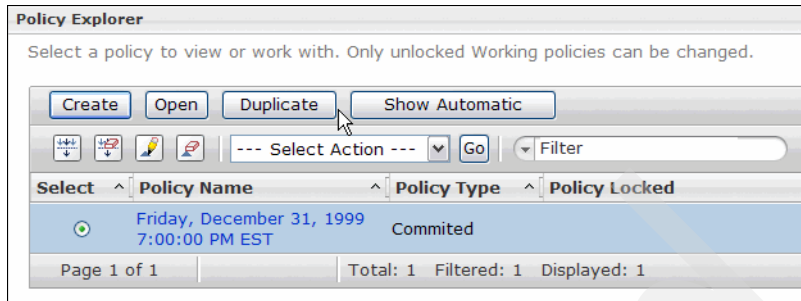 Policy Explorer
Select a policy to view or work with. Only unlocked Working policies can be changed.
Create Open Duplicate Show Automatic
--- Select Action --- Go Filter
Select ^ Policy Name ^ Policy Type ^ Policy Locked
Friday, December 31, 1999
7:00:00 PM EST
Commited
Page 1 of 1 Total: 1 Filtered: 1 Displayed: 1